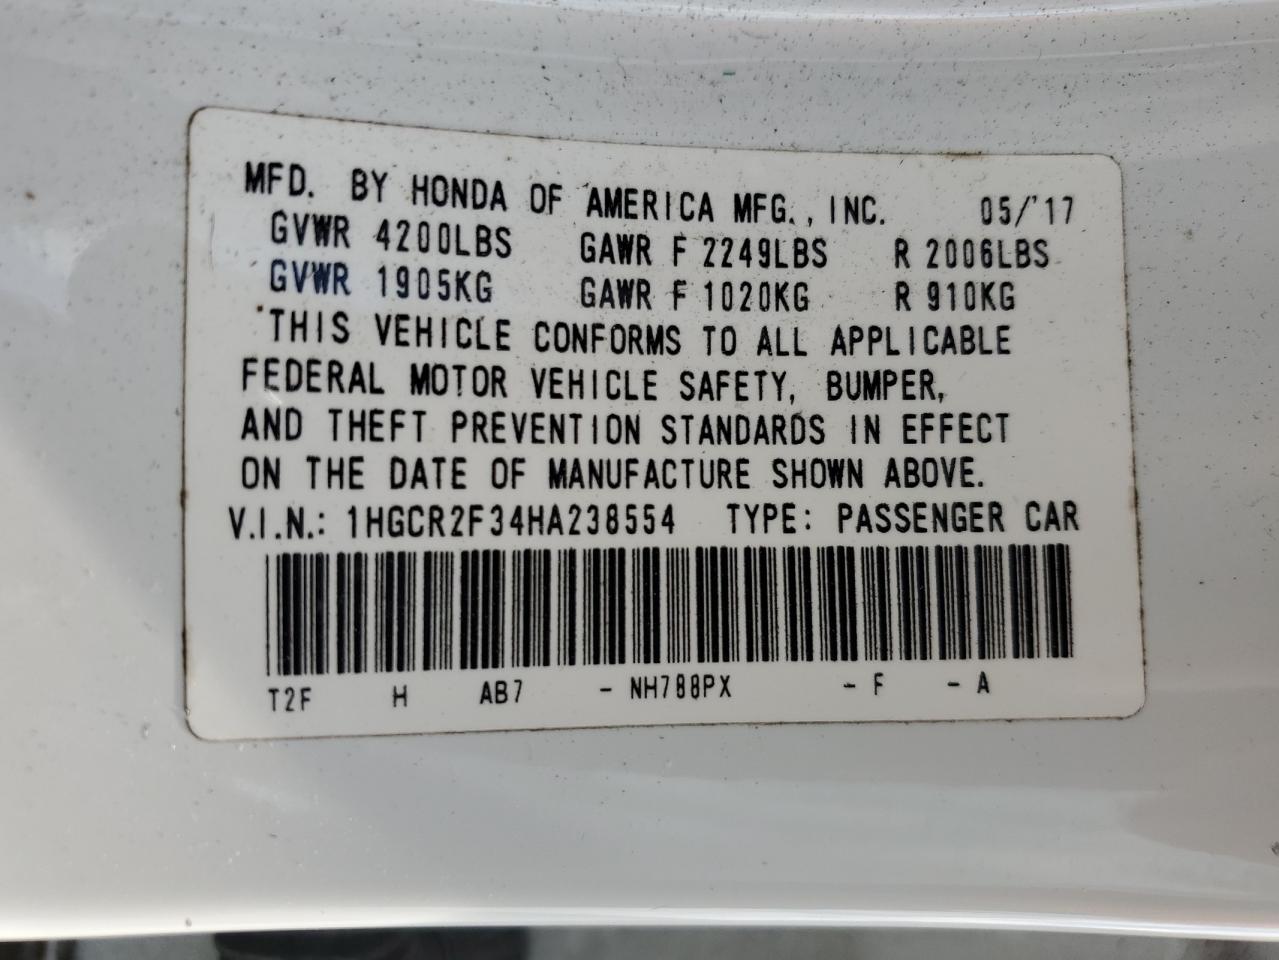 MFD. BY HONDA OF AMERICA MFG., INC. 05/'17
GVWR 4200LBS GAWR F 2249LBS R 2006LBS
GVWR 1905KG GAWR F 1020KG R 910KG
THIS VEHICLE CONFORMS TO ALL APPLICABLE
FEDERAL MOTOR VEHICLE SAFETY, BUMPER,
AND THEFT PREVENTION STANDARDS IN EFFECT
ON THE DATE OF MANUFACTURE SHOWN ABOVE.
V.I.N.: 1HGCR2F34HA238554 TYPE: PASSENGER CAR
T2F H AB7 - NH788PX - F - A